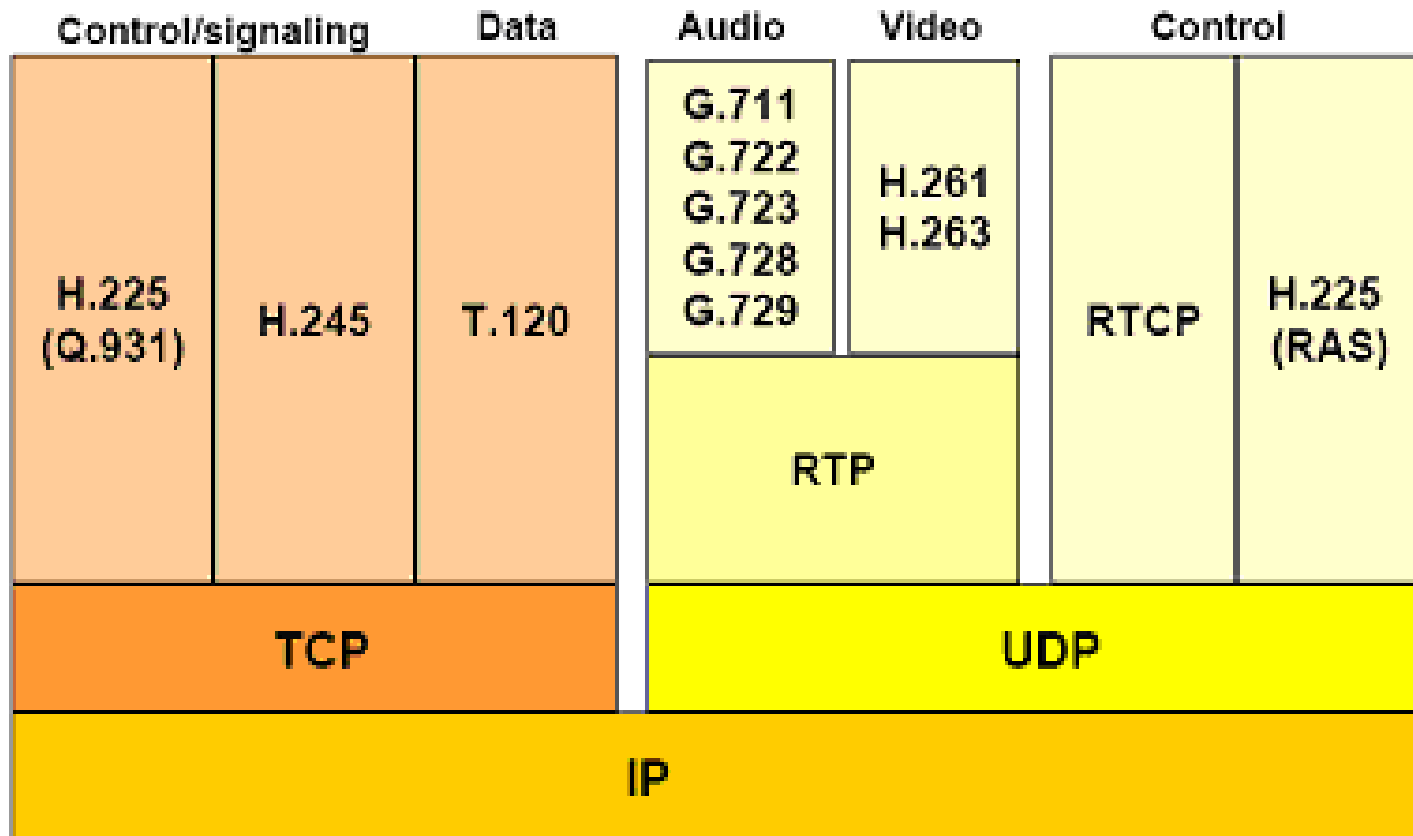 Control/signaling
Data
Audio
Video
Control
H.225
(Q.931)
H.245
T.120
G.711
G.722
G.723
G.728
G.729
H.261
H.263
RTP
RTCP
H.225
(RAS)
TCP
UDP
IP